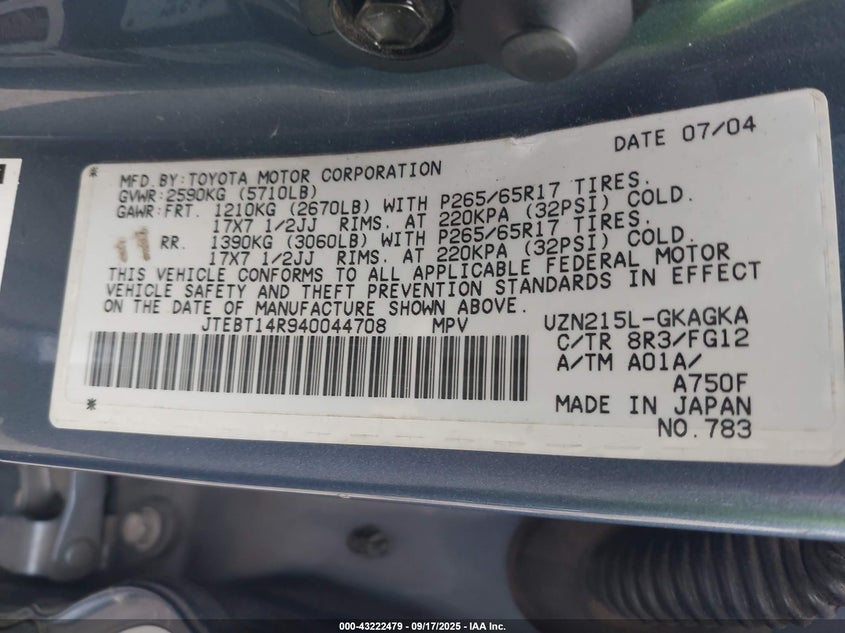 DATE 07/04
MFD. BY: TOYOTA MOTOR CORPORATION
GVWR: 2590KG (5710LB)
GAWR: FRT. 1210KG (2670LB) WITH P265/65R17 TIRES.
17X7 1/2JJ RIMS. AT 220KPA (32PSI) COLD.
RR. 1390KG (3060LB) WITH P265/65R17 TIRES.
17X7 1/2JJ RIMS. AT 220KPA (32PSI) COLD.
THIS VEHICLE CONFORMS TO ALL APPLICABLE FEDERAL MOTOR
VEHICLE SAFETY AND THEFT PREVENTION STANDARDS IN EFFECT
ON THE DATE OF MANUFACTURE SHOWN ABOVE.
JTEBT14R940044708 MPV UZN215L-GKAGKA
C/TR 8R3/FG12
A/TM A01A/
A750F
MADE IN JAPAN
NO.783
000-43222479 - 09/17/2025 - IAA Inc.